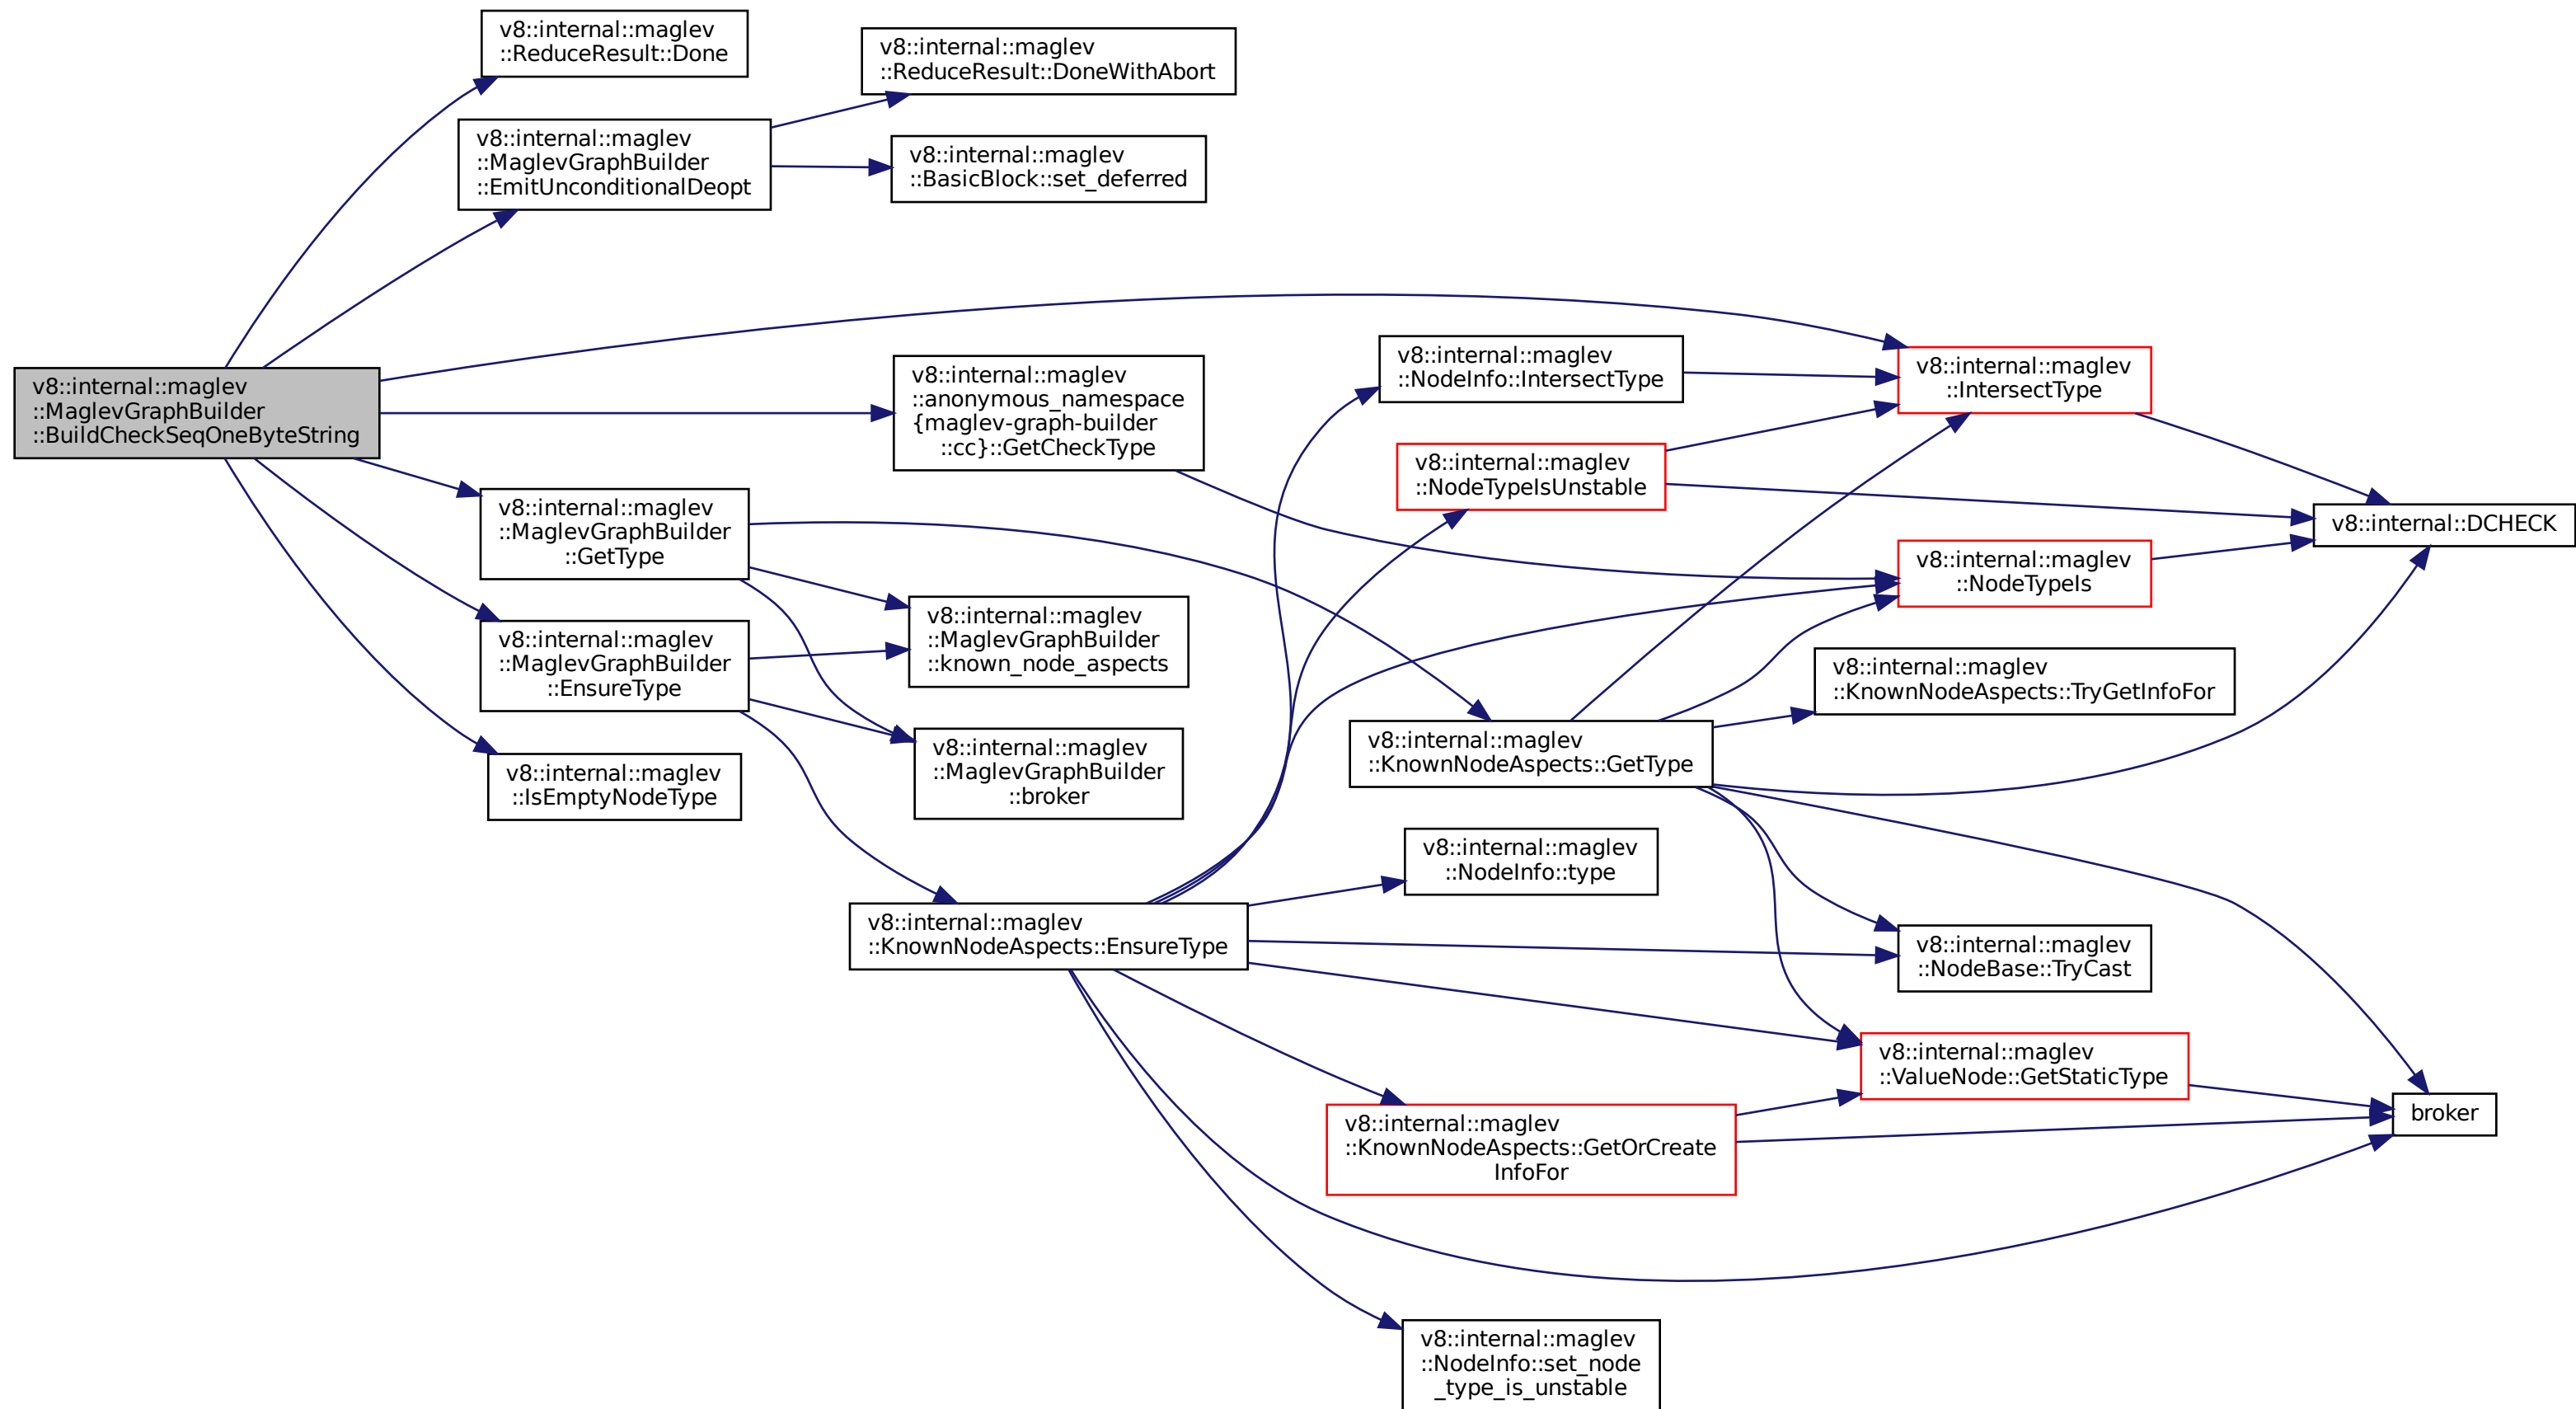 v8::internal::maglev
::ReduceResult::Done
v8::internal::maglev
::ReduceResult::DoneWithAbort
v8::internal::maglev
::MaglevGraphBuilder
::EmitUnconditionalDeopt
v8::internal::maglev
::BasicBlock::set_deferred
v8::internal::maglev
::MaglevGraphBuilder
::BuildCheckSeqOneByteString
v8::internal::maglev
::anonymous_namespace
{maglev-graph-builder
::cc}::GetCheckType
v8::internal::maglev
::NodeInfo::IntersectType
v8::internal::maglev
::IntersectType
v8::internal::maglev
::NodeTypeIsUnstable
v8::internal::DCHECK
v8::internal::maglev
::MaglevGraphBuilder
::GetType
v8::internal::maglev
::NodeTypeIs
v8::internal::maglev
::MaglevGraphBuilder
::known_node_aspects
v8::internal::maglev
::MaglevGraphBuilder
::EnsureType
v8::internal::maglev
::KnownNodeAspects::TryGetInfoFor
v8::internal::maglev
::KnownNodeAspects::GetType
v8::internal::maglev
::MaglevGraphBuilder
::broker
v8::internal::maglev
::IsEmptyNodeType
v8::internal::maglev
::NodeInfo::type
v8::internal::maglev
::KnownNodeAspects::EnsureType
v8::internal::maglev
::NodeBase::TryCast
v8::internal::maglev
::ValueNode::GetStaticType
broker
v8::internal::maglev
::KnownNodeAspects::GetOrCreate
InfoFor
v8::internal::maglev
::NodeInfo::set_node
_type_is_unstable